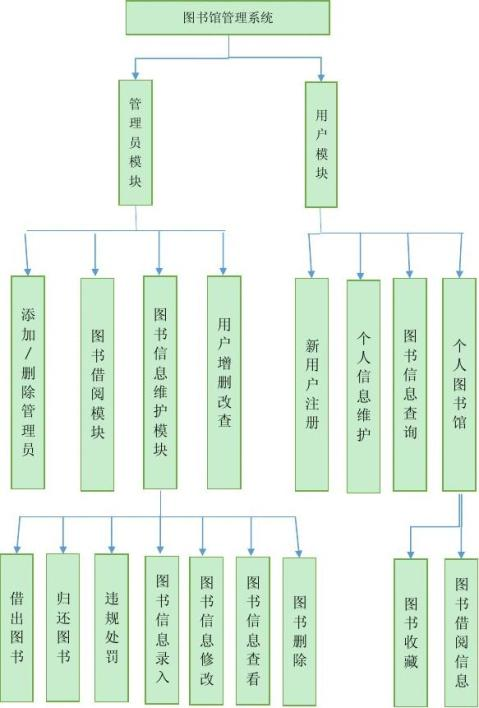 图书馆管理系统
管理员模块
用户模块
添加/删除管理员
图书借阅模块
图书信息维护模块
用户增删改查
新用户注册
个人信息维护
图书信息查询
个人图书馆
借出图书
归还图书
违规处罚
图书信息录入
图书信息修改
图书信息查看
图书删除
图书收藏
图书借阅信息